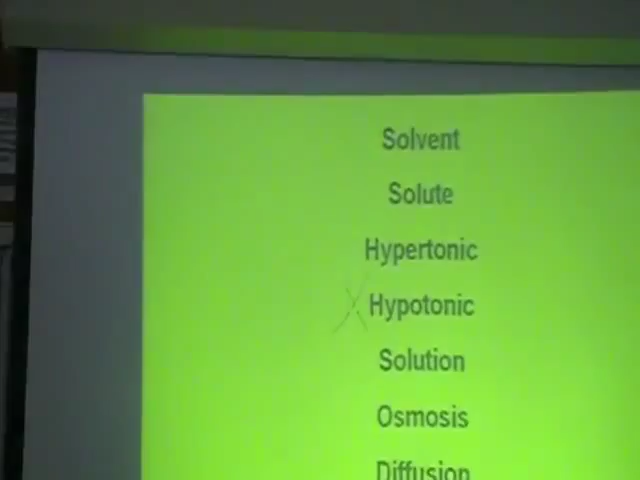 Solvent
Solute
Hypertonic
Hypotonic
Solution
Osmosis
Diffusion